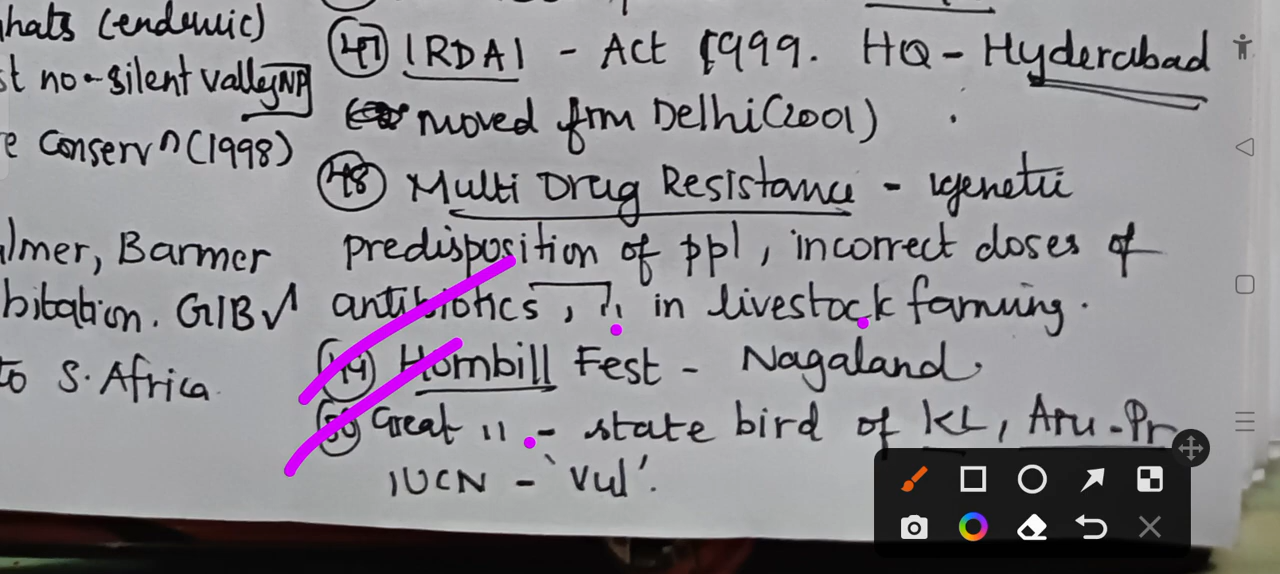 hats (endemic)
st no-silent valley NP
e Conservn (1998)
lmer, Barmer
bitation. GIB✓
to S. Africa.
47 IRDAI - Act 1999. HQ - Hyderabad
moved frm Delhi (2001)
48 Multi Drug Resistance - genetic
predisposition of ppl, incorrect doses of
antibiotics, in livestock farming.
49 Hornbill Fest - Nagaland.
50 Great 11 - state bird of KL, Aru-Pr
IUCN - 'Vul'.